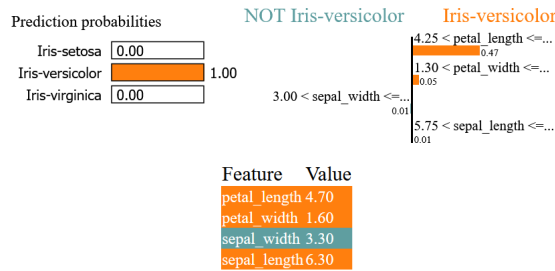 Prediction probabilities
Iris-setosa 0.00
Iris-versicolor 1.00
Iris-virginica 0.00
NOT Iris-versicolor Iris-versicolor
4.25 < petal_length <=...
0.47
1.30 < petal_width <=...
0.05
3.00 < sepal_width <=...
0.01
5.75 < sepal_length <=...
0.01
Feature Value
petal_length 4.70
petal_width 1.60
sepal_width 3.30
sepal_length 6.30